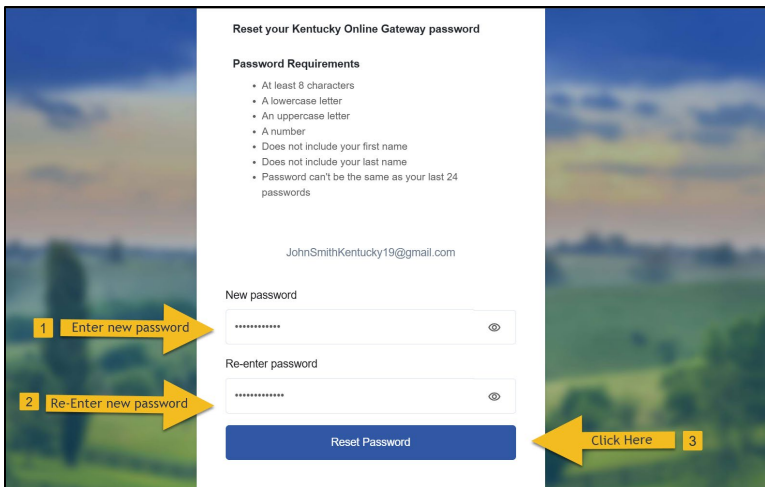 Reset your Kentucky Online Gateway password
Password Requirements
• At least 8 characters
• A lowercase letter
• An uppercase letter
• A number
• Does not include your first name
• Does not include your last name
• Password can't be the same as your last 24
passwords
JohnSmithKentucky19@gmail.com
New password
1 Enter new password
••••••••••••
Re-enter password
2 Re-Enter new password
•••••••••••••
Reset Password
Click Here 3